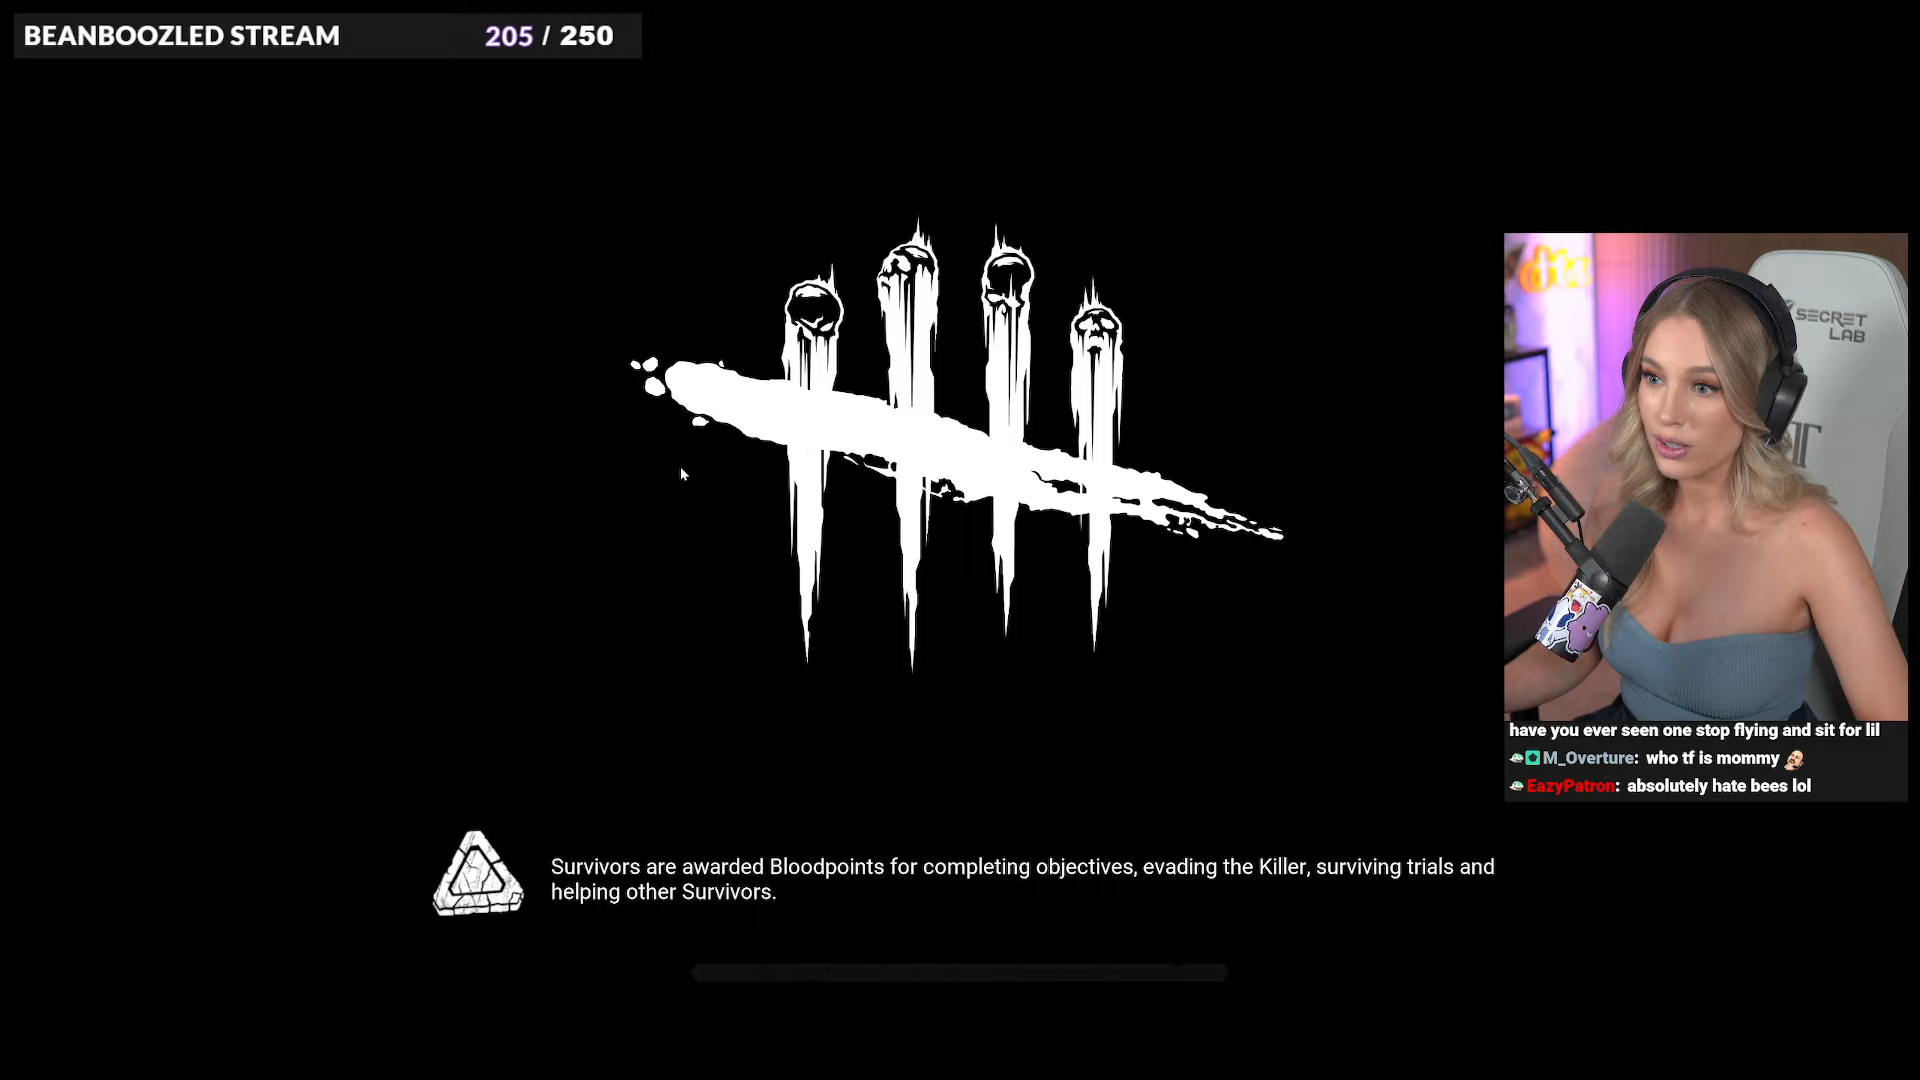 BEANBOOZLED STREAM 205 / 250
SECRET
LAB
have you ever seen one stop flying and sit for lil
M_Overture: who tf is mommy
EazyPatron: absolutely hate bees lol
Survivors are awarded Bloodpoints for completing objectives, evading the Killer, surviving trials and
helping other Survivors.